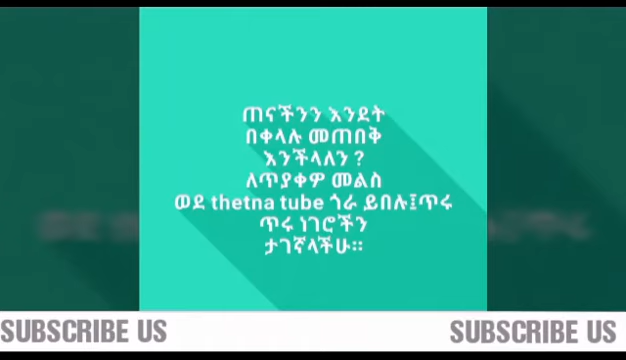 ጠናችንን እንደት
በቀላሉ መጠበቅ
እንችላለን ?
ለጥያቀዎ መልስ
ወደ thetna tube ጎራ ይበሉ፤ጥሩ
ጥሩ ነገሮችን
ታገኛላችሁ።
SUBSCRIBE US
SUBSCRIBE US